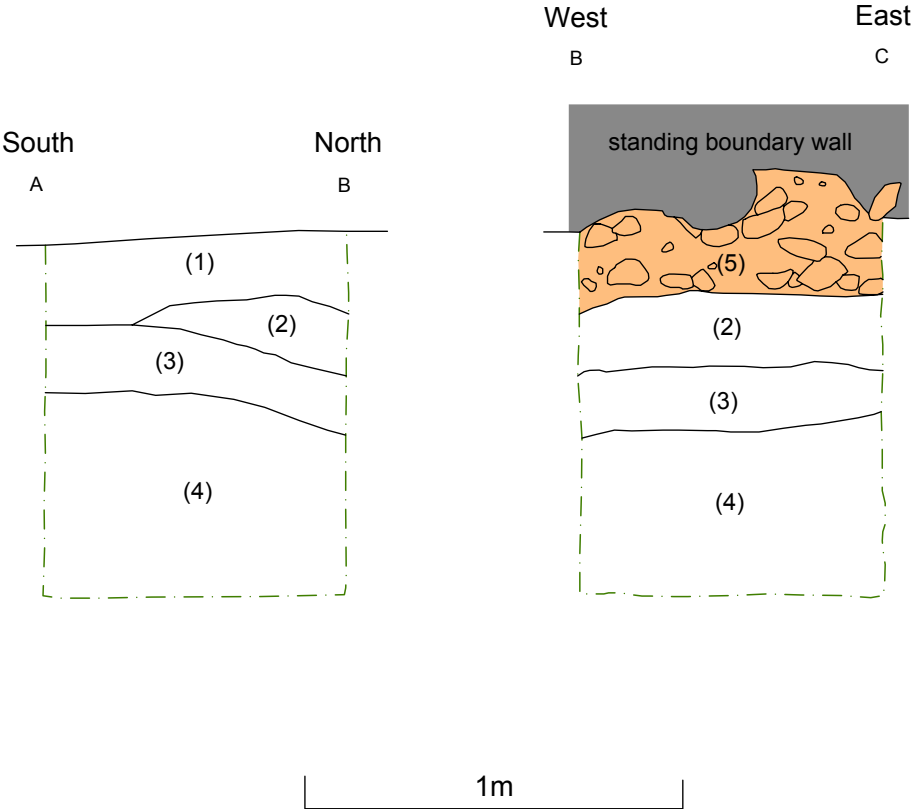 West East
B C
standing boundary wall
South North
A B
(1)
(5)
(2)
(2)
(3)
(3)
(4)
(4)
1m